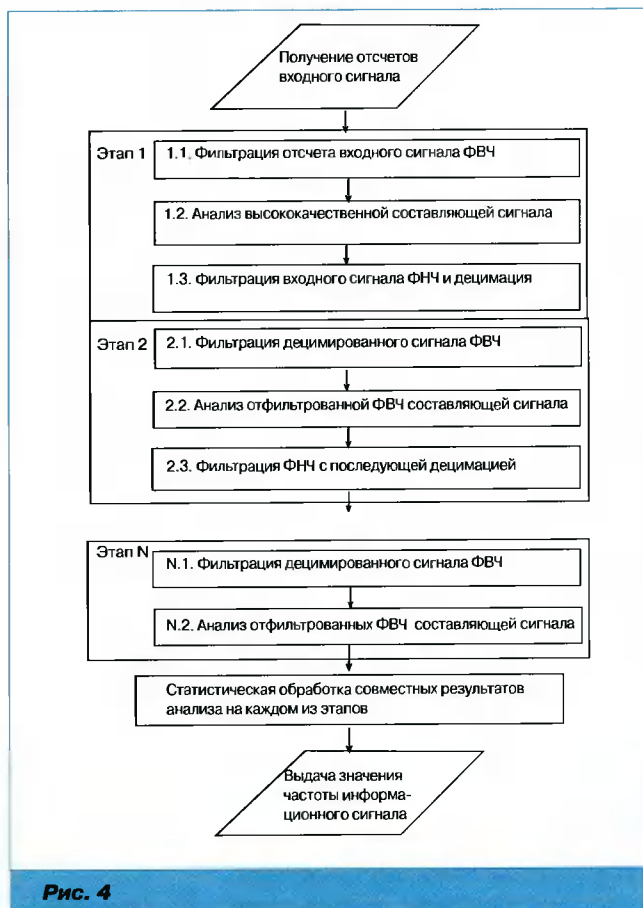 Получение отсчетов
входного сигнала
Этап 1
1.1. Фильтрация отсчета входного сигнала ФВЧ
1.2. Анализ высококачественной составляющей сигнала
1.3. Фильтрация входного сигнала ФНЧ и децимация
Этап 2
2.1. Фильтрация децимированного сигнала ФВЧ
2.2. Анализ отфильтрованной ФВЧ составляющей сигнала
2.3. Фильтрация ФНЧ с последующей децимацией
Этап N
N.1. Фильтрация децимированного сигнала ФВЧ
N.2. Анализ отфильтрованных ФВЧ составляющей сигнала
Статистическая обработка совместных результатов
анализа на каждом из этапов
Выдача значения
частоты информа-
ционного сигнала
Рис. 4